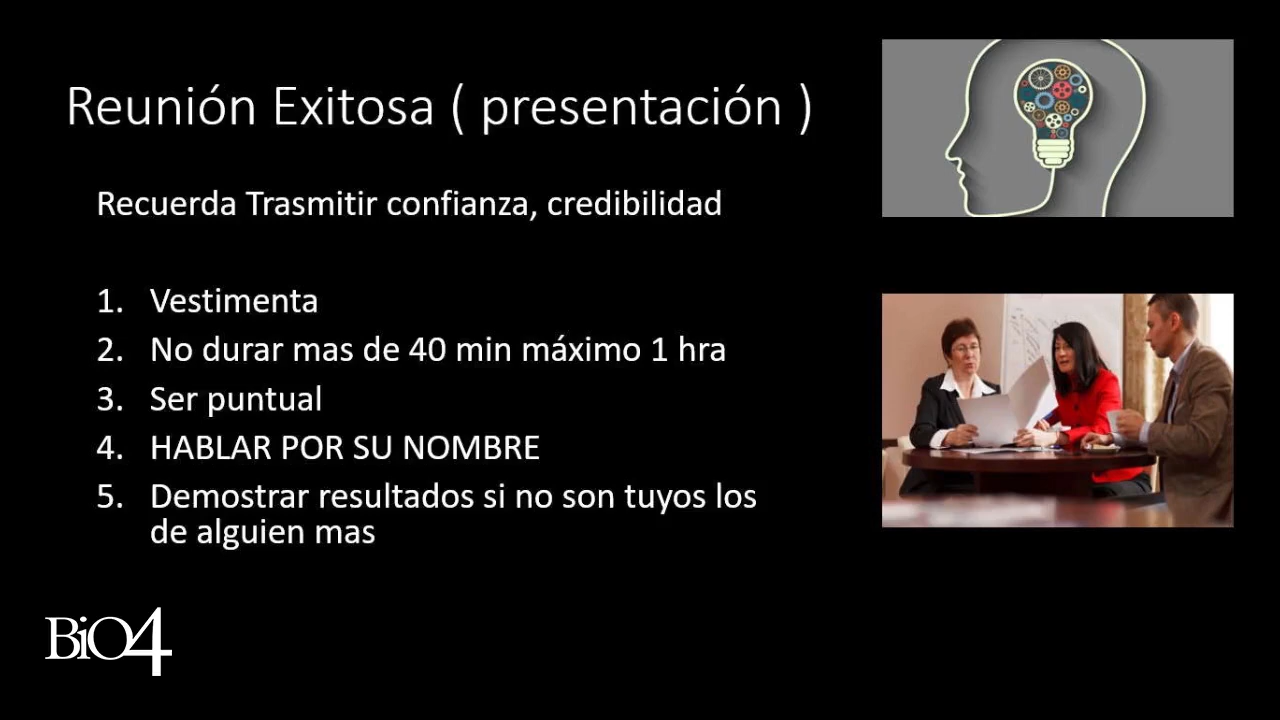 Reunión Exitosa ( presentación )
Recuerda Trasmitir confianza, credibilidad
1. Vestimenta
2. No durar mas de 40 min máximo 1 hra
3. Ser puntual
4. HABLAR POR SU NOMBRE
5. Demostrar resultados si no son tuyos los
de alguien mas
BiO4